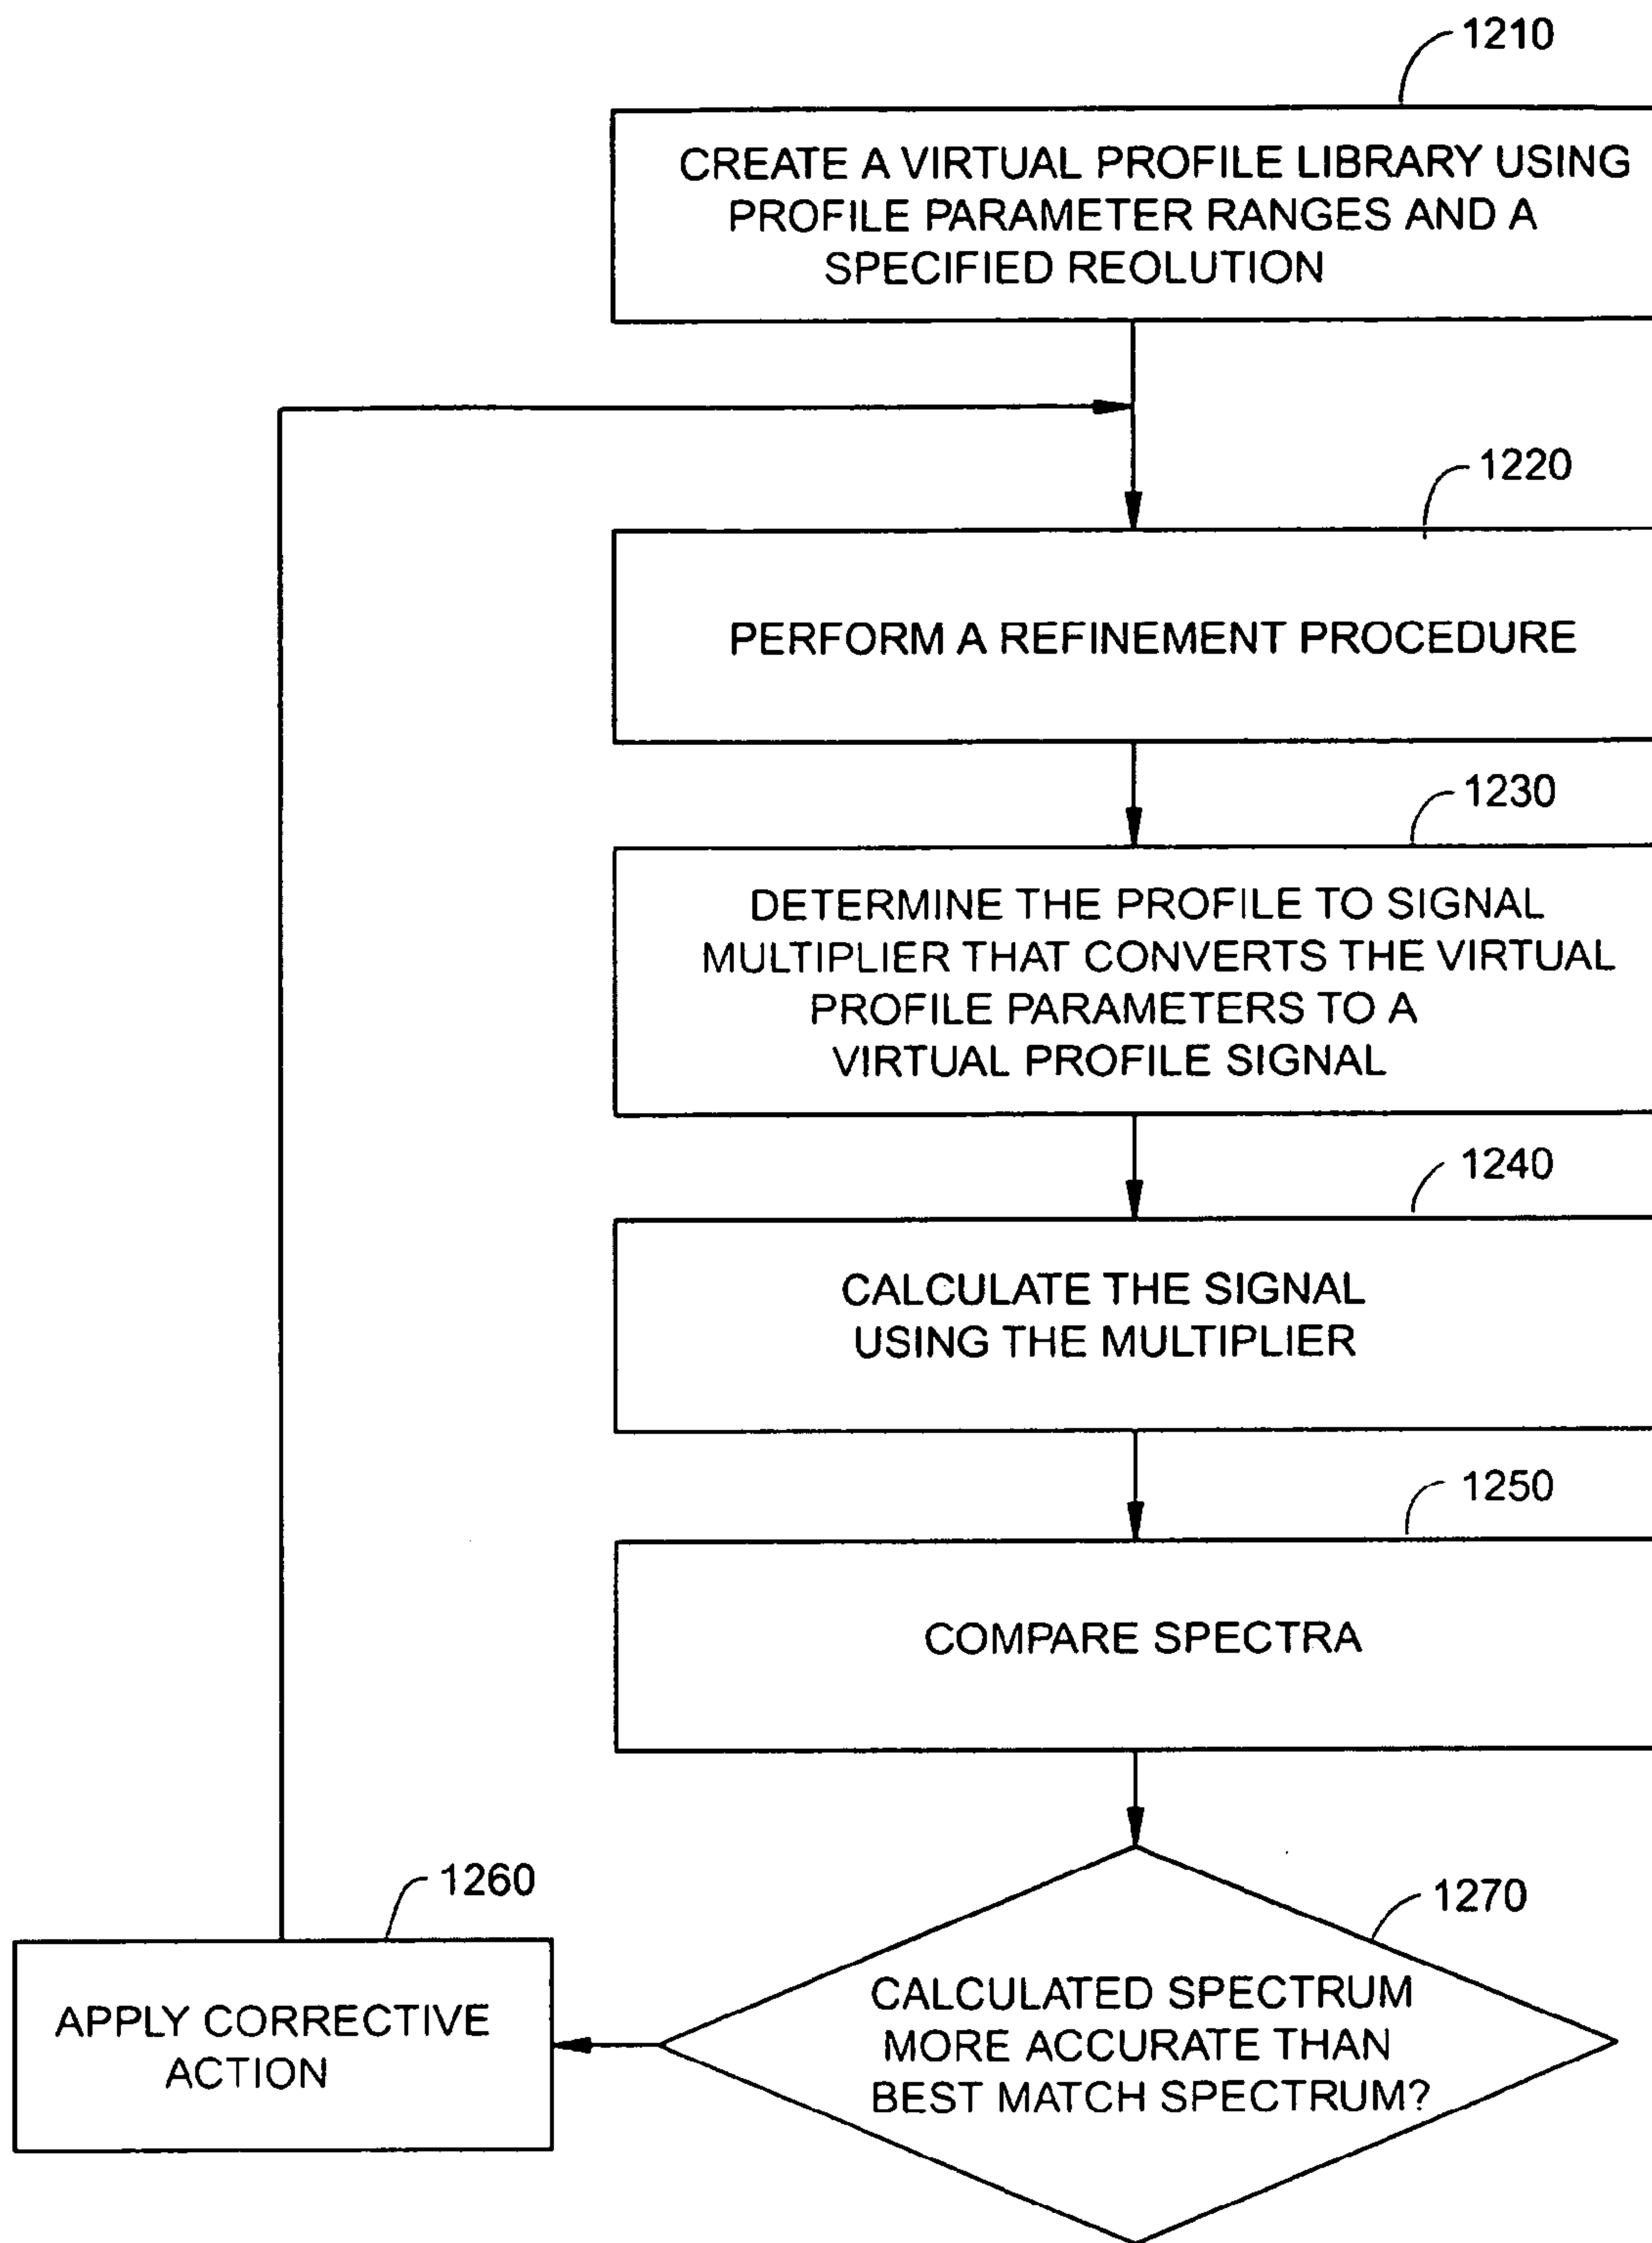 1210
CREATE A VIRTUAL PROFILE LIBRARY USING
PROFILE PARAMETER RANGES AND A
SPECIFIED REOLUTION
1220
PERFORM A REFINEMENT PROCEDURE
1230
DETERMINE THE PROFILE TO SIGNAL
MULTIPLIER THAT CONVERTS THE VIRTUAL
PROFILE PARAMETERS TO A
VIRTUAL PROFILE SIGNAL
1240
CALCULATE THE SIGNAL
USING THE MULTIPLIER
1250
COMPARE SPECTRA
1260
APPLY CORRECTIVE
ACTION
1270
CALCULATED SPECTRUM
MORE ACCURATE THAN
BEST MATCH SPECTRUM?